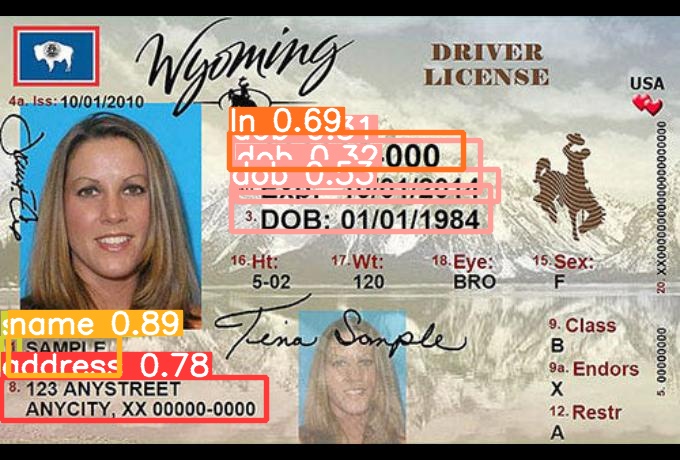 Wyoming
DRIVER
LICENSE
USA
4a. Iss: 10/01/2010
ln 0.69
dob 0.32
-000
dob 0.53
3. DOB: 01/01/1984
16. Ht:
5-02
17. Wt:
120
18. Eye:
BRO
15. Sex:
F
Tina Sample
name 0.89
SAMPLE
address 0.78
8. 123 ANYSTREET
ANYCITY, XX 00000-0000
9. Class
B
9a. Endors
X
12. Restr
A
5. 00000000